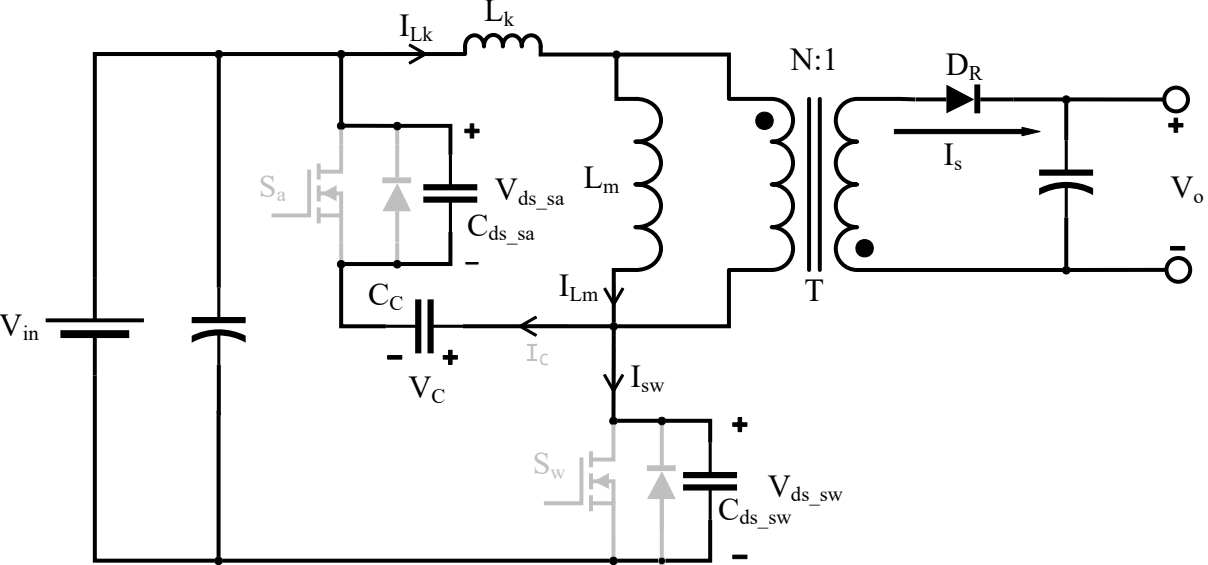 I_Lk
L_k
N:1
D_R
+
I_s
+
S_a
V_ds_sa
L_m
V_o
C_ds_sa
−
−
C_C
I_Lm
T
V_in
I_C
− +
V_C
I_sw
+
S_w
V_ds_sw
C_ds_sw
−